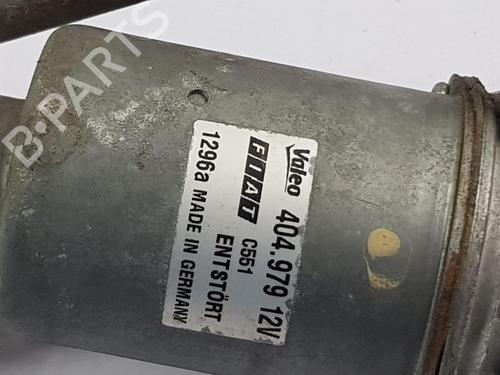 Valeo 404.979 12V
FIAT C551 ENTSTÖRT
1296a MADE IN GERMANY
B-PARTS